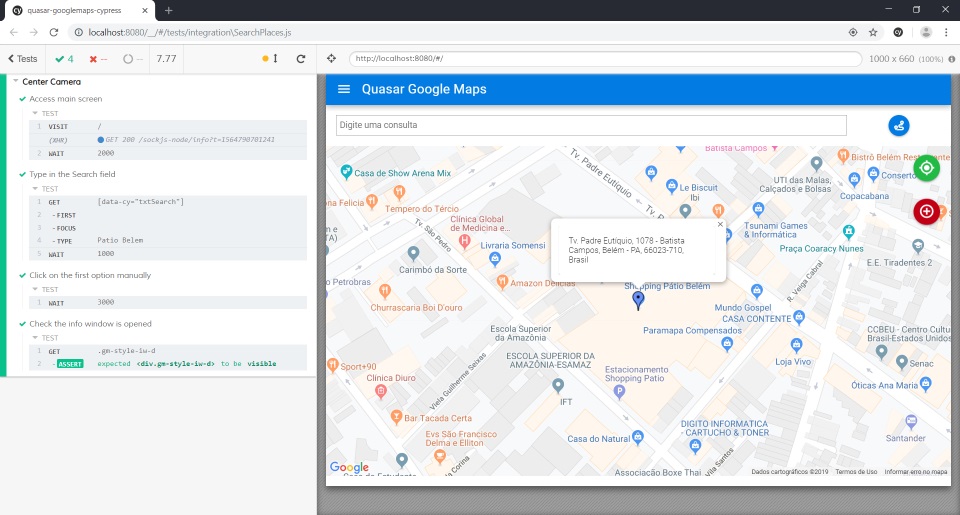 quasar-googlemaps-cypress
localhost:8080/__/#/tests/integration\SearchPlaces.js
Tests 4 -- -- 7.77 http://localhost:8080/#/ 1000 x 660 (100%)
Center Camera
Access main screen
TEST
1 VISIT /
(XHR) GET 200 /sockjs-node/info?t=1564790701241
2 WAIT 2000
Type in the Search field
TEST
1 GET [data-cy="txtSearch"]
2 - FIRST
3 - FOCUS
4 - TYPE Patio Belem
5 WAIT 1000
Click on the first option manually
TEST
1 WAIT 3000
Check the info window is opened
TEST
1 GET .gm-style-iw-d
2 - ASSERT expected <div.gm-style-iw-d> to be visible
Quasar Google Maps
Digite uma consulta
Tv. Padre Eutíquio
Batista Campos
Bistrô Belém Restaurante
Casa de Show Arena Mix
UTI das Malas,
Calçados e Bolsas
Conserto
Copacabana
Le Biscuit
Ibi
na Felicia
Tempero do Tércio
Clínica Global
de Medicina e...
Tv. São Pedro
Tv. P
Tsunami Games
& Informática
Praça Coaracy Nunes
Livraria Somensi
Tv. Padre Eutíquio, 1078 - Batista
Campos, Belém - PA, 66023-710,
Brasil
E.E. Tiradentes 2
Carimbó da Sorte
Petrobras
Amazon Delícias
Shopping Pátio Belém
R. Veiga Cabral
Churrascaria Boi D'ouro
Mundo Gospel
CASA CONTENTE
Escola Superior
da Amazônia
Paramapa Compensados
CCBEU - Centro Cultu
Brasil-Estados Unidos
ESCOLA SUPERIOR DA
AMAZÔNIA-ESAMAZ
Loja Vivo
Senac
Sport+90
Clínica Diuro
Viela Guilherme Seixas
Estacionamento
Shopping Patio
Óticas Ana Maria
IFT
Bar Tacada Certa
DIGITO INFORMATICA
- CARTUCHO & TONER
Evs São Francisco
Delma e Elliton
Casa do Natural
Santander
Corina
Vila Santos
Google
Casa do Estudante
Associação Boxe Thai
Dados cartográficos ©2019 Termos de Uso Informar erro no mapa